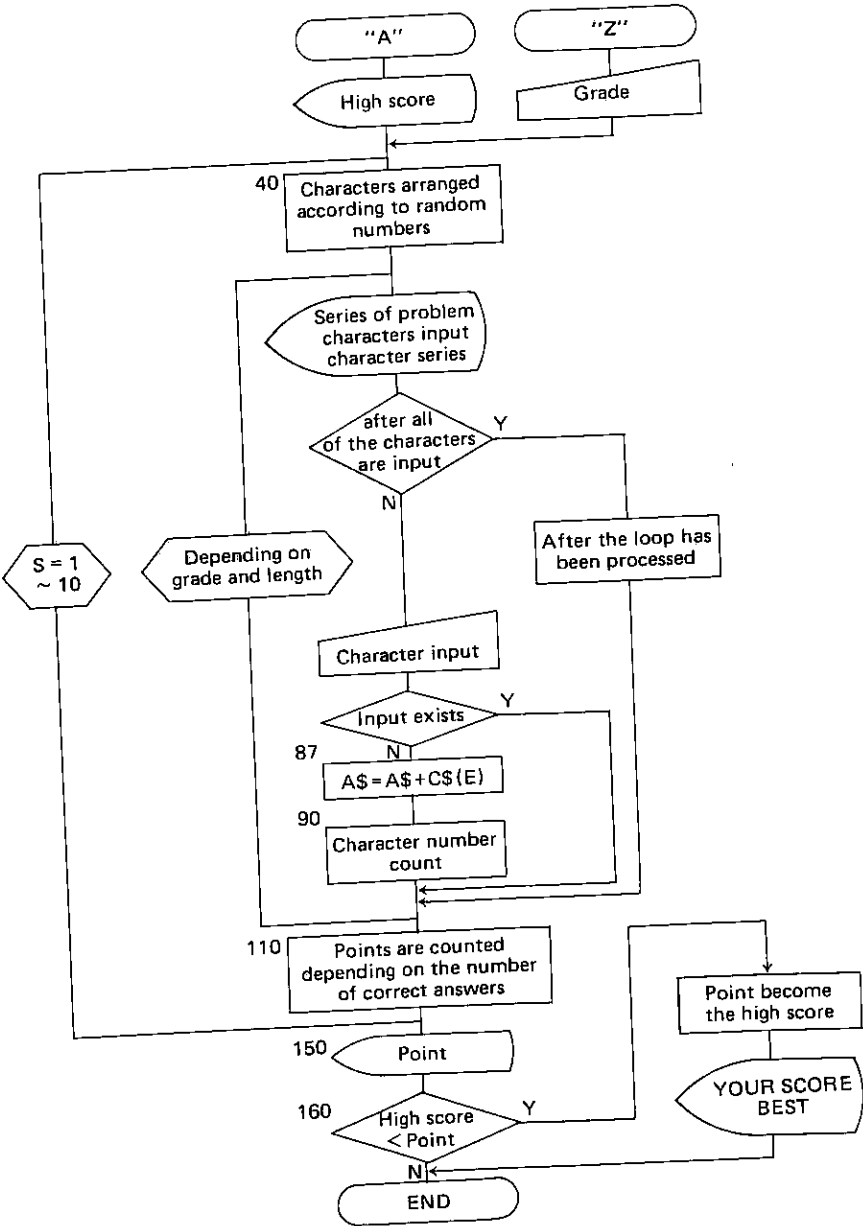 "A"
"Z"
High score
Grade
40
Characters arranged
according to random
numbers
Series of problem
characters input
character series
after all
of the characters
are input
Y
N
S = 1
~ 10
Depending on
grade and length
After the loop has
been processed
Character input
Input exists
Y
N
87
A$ = A$ + C$ (E)
90
Character number
count
110
Points are counted
depending on the number
of correct answers
Point become
the high score
150
Point
YOUR SCORE
BEST
160
High score
< Point
Y
N
END